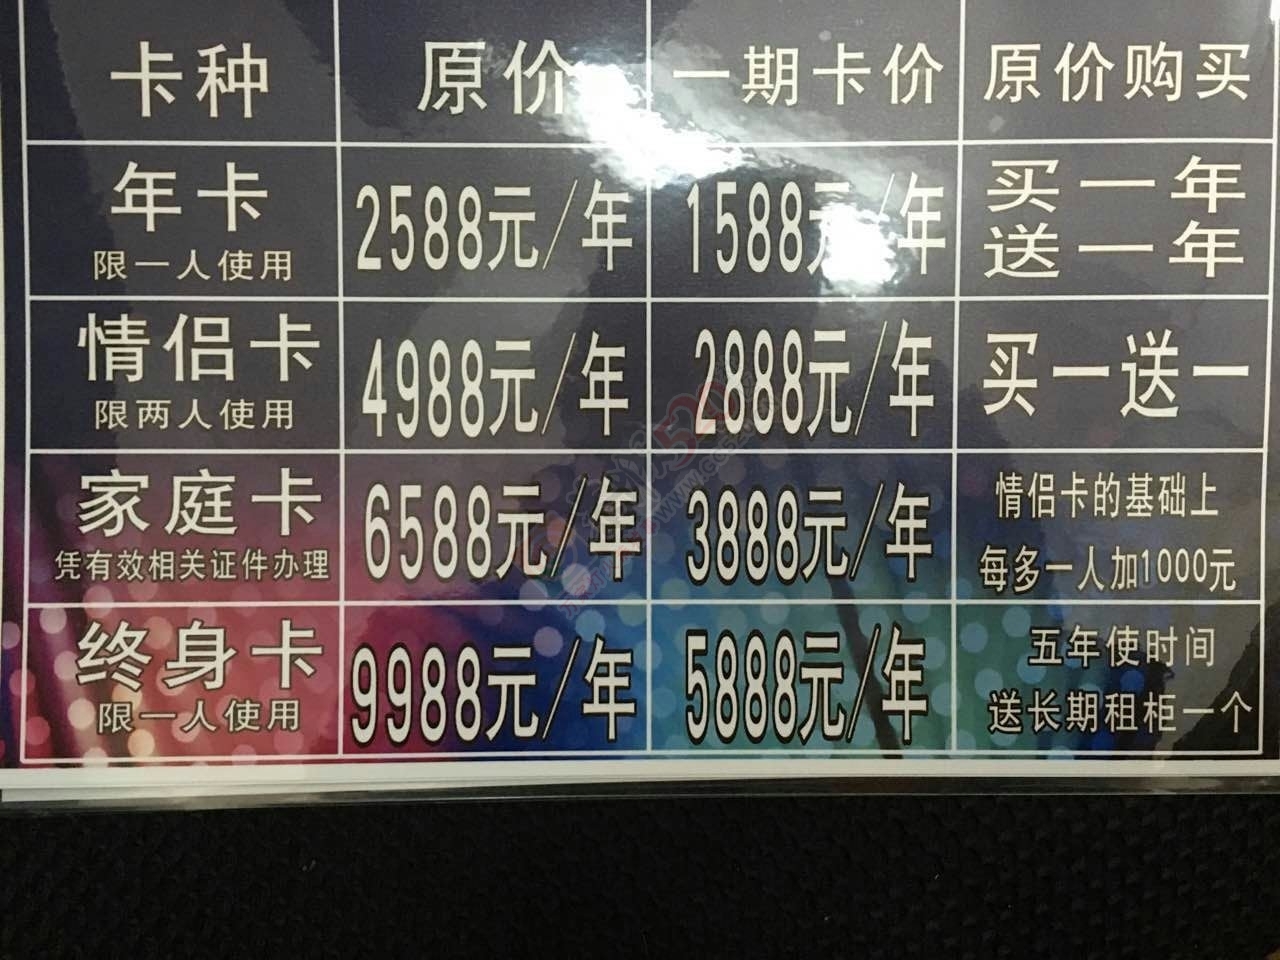 卡种 原价 一期卡价 原价购买
年卡 2588元/年 1588元/年 买一年
限一人使用 送一年
情侣卡 4988元/年 2888元/年 买一送一
限两人使用
家庭卡 6588元/年 3888元/年 情侣卡的基础上
凭有效相关证件办理 每多一人加1000元
终身卡 9988元/年 5888元/年 五年使时间
限一人使用 送长期租柜一个